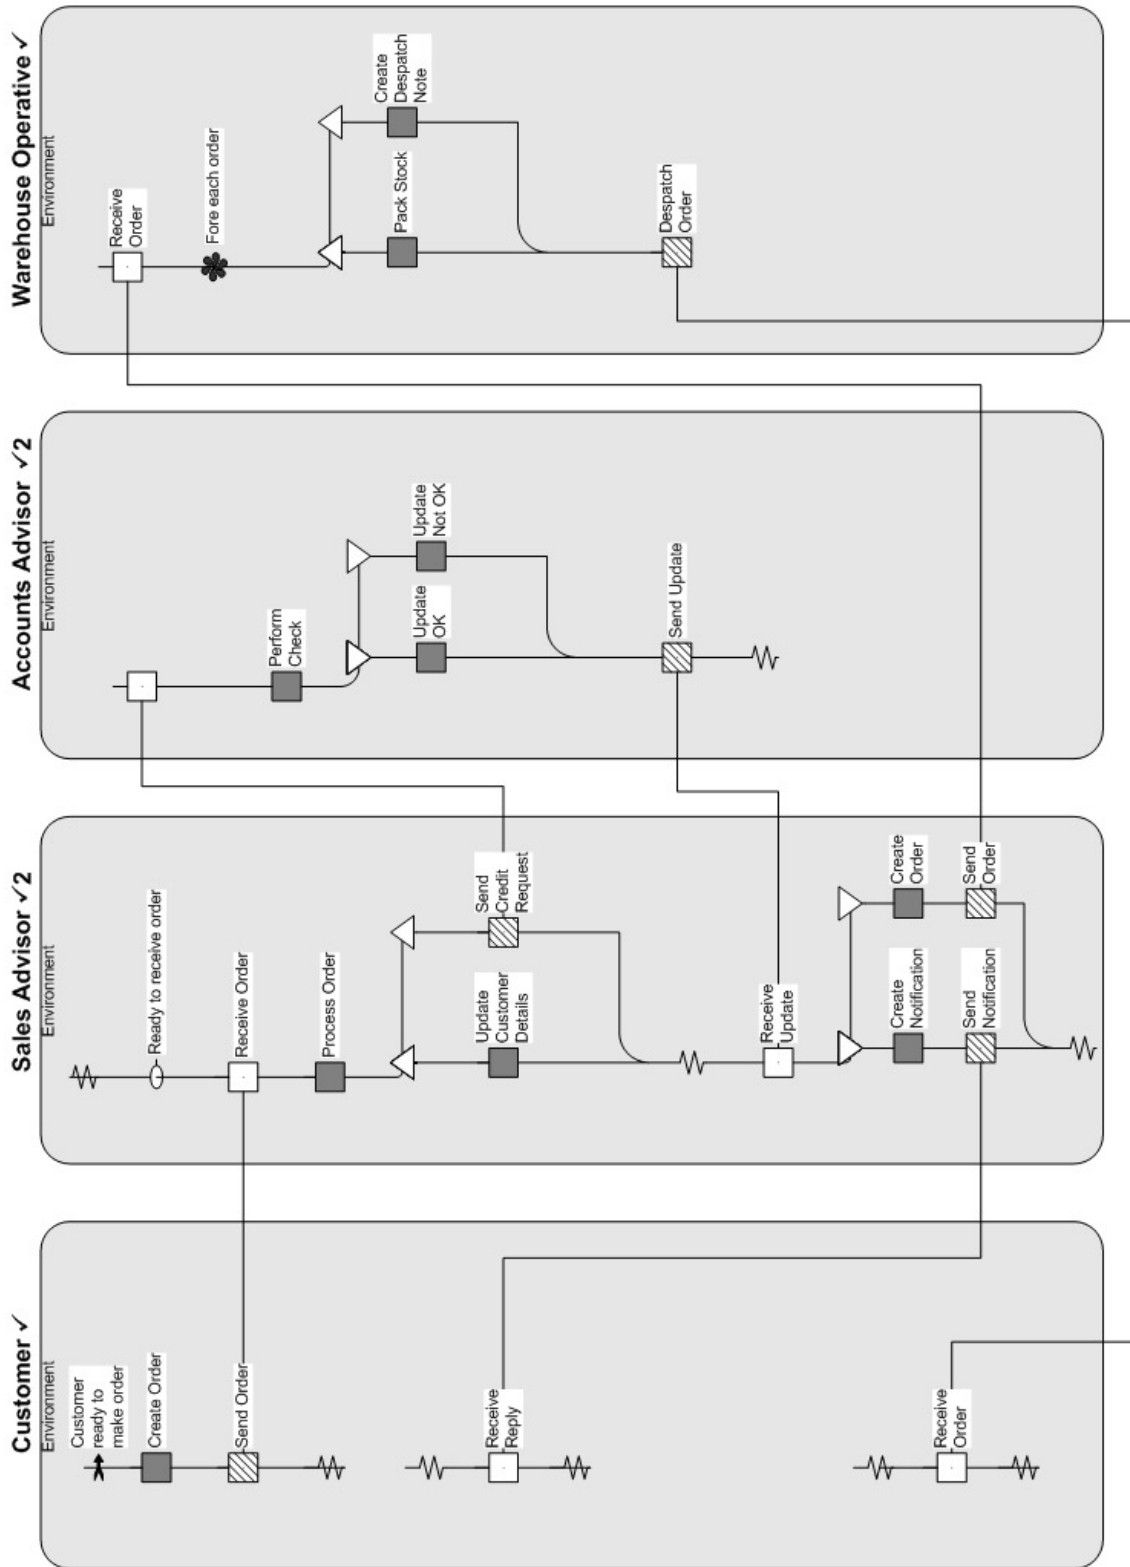 Customer ✓
Environment
Customer
ready to
make order
Create Order
Send Order
Receive
Reply
Receive
Order
Sales Advisor ✓2
Environment
Ready to receive order
Receive Order
Process Order
Update
Customer
Details
Send
Credit
Request
Receive
Update
Create
Notification
Create
Order
Send
Notification
Send
Order
Accounts Advisor ✓2
Environment
Perform
Check
Update
OK
Update
Not OK
Send Update
Warehouse Operative ✓
Environment
Receive
Order
Fore each order
Pack Stock
Create
Despatch
Note
Despatch
Order